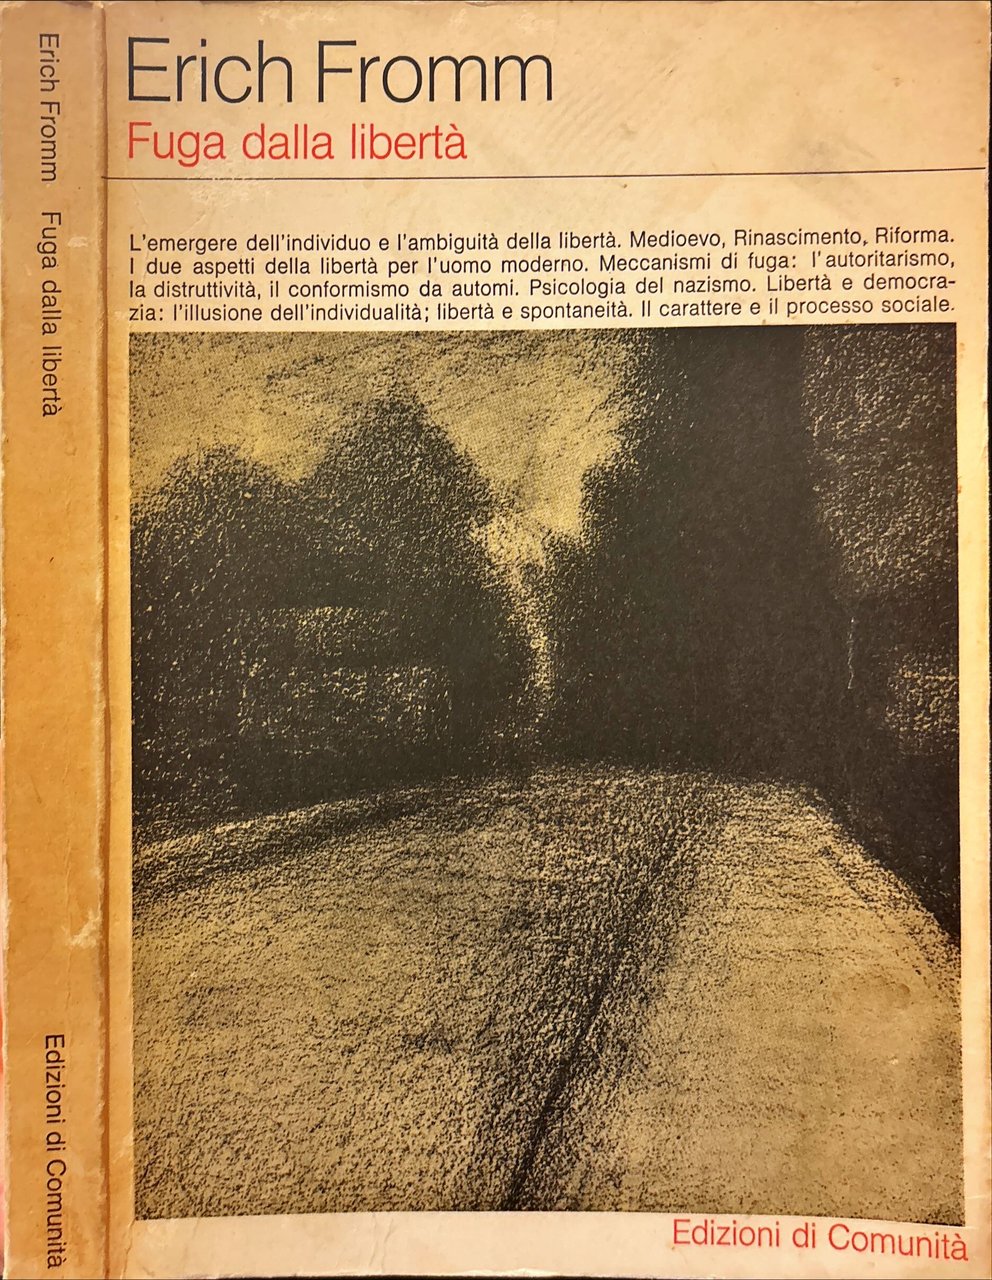 Erich Fromm
Fuga dalla libertà
L'emergere dell'individuo e l'ambiguità della libertà. Medioevo, Rinascimento, Riforma.
I due aspetti della libertà per l'uomo moderno. Meccanismi di fuga: l'autoritarismo,
la distruttività, il conformismo da automi. Psicologia del nazismo. Libertà e democra-
zia: l'illusione dell'individualità; libertà e spontaneità. Il carattere e il processo sociale.
Edizioni di Comunità
Erich Fromm Fuga dalla libertà Edizioni di Comunità